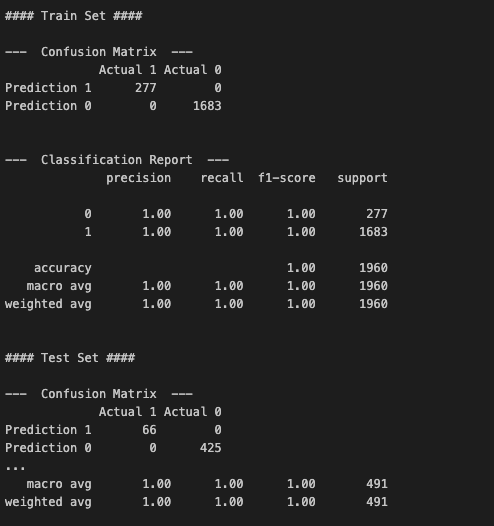 #### Train Set ####
--- Confusion Matrix ---
Actual 1 Actual 0
Prediction 1 277 0
Prediction 0 0 1683
--- Classification Report ---
precision recall f1-score support
0 1.00 1.00 1.00 277
1 1.00 1.00 1.00 1683
accuracy 1.00 1960
macro avg 1.00 1.00 1.00 1960
weighted avg 1.00 1.00 1.00 1960
#### Test Set ####
--- Confusion Matrix ---
Actual 1 Actual 0
Prediction 1 66 0
Prediction 0 0 425
...
macro avg 1.00 1.00 1.00 491
weighted avg 1.00 1.00 1.00 491